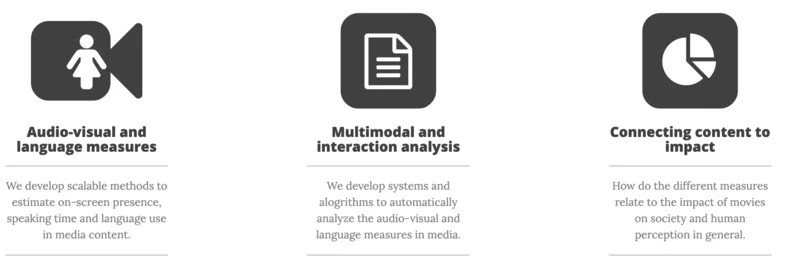 Audio-visual and
language measures
We develop scalable methods to
estimate on-screen presence,
speaking time and language use
in media content.
Multimodal and
interaction analysis
We develop systems and
alogrithms to automatically
analyze the audio-visual and
language measures in media.
Connecting content to
impact
How do the different measures
relate to the impact of movies
on society and human
perception in general.